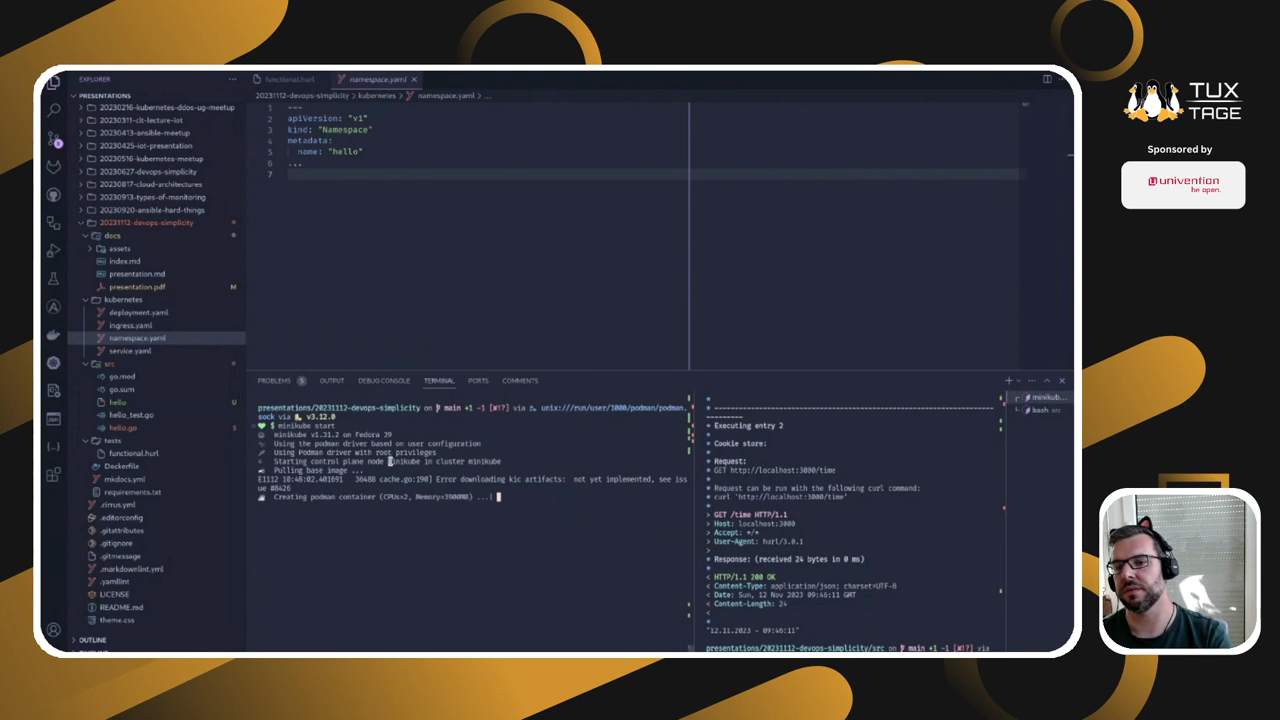 EXPLORER
PRESENTATIONS
20230216-kubernetes-ddos-ug-meetup
20230311-clt-lecture-iot
20230413-ansible-meetup
20230425-iot-presentation
20230516-kubernetes-meetup
20230627-devops-simplicity
20230817-cloud-architectures
20230913-types-of-monitoring
20230920-ansible-hard-things
20231112-devops-simplicity
docs
assets
index.md
presentation.md
presentation.pdf M
kubernetes
deployment.yaml
ingress.yaml
namespace.yaml
service.yaml
src
go.mod
go.sum
hello U
hello_test.go
hello.go 5
tests
functional.hurl
Dockerfile
mkdocs.yml
requirements.txt
.cirrus.yml
.editorconfig
.gitattributes
.gitignore
.gitmessage
.markdownlint.yml
.yamllint
LICENSE
README.md
theme.css
OUTLINE
functional.hurl
namespace.yaml
20231112-devops-simplicity > kubernetes > namespace.yaml > ...
1 ---
2 apiVersion: "v1"
3 kind: "Namespace"
4 metadata:
5 name: "hello"
6 ...
7
PROBLEMS 5 OUTPUT DEBUG CONSOLE TERMINAL PORTS COMMENTS
presentations/20231112-devops-simplicity on main +1 -1 [✘!?] via unix:///run/user/1000/podman/podman.
sock via v3.12.0
$ minikube start
minikube v1.31.2 on Fedora 39
Using the podman driver based on user configuration
Using Podman driver with root privileges
Starting control plane node minikube in cluster minikube
Pulling base image ...
E1112 10:48:02.401691 36488 cache.go:190] Error downloading kic artifacts: not yet implemented, see iss
ue #8426
Creating podman container (CPUs=2, Memory=3900MB) ...|
*
* ------------------------------------------------------------
--------
* Executing entry 2
*
* Cookie store:
*
* Request:
* GET http://localhost:3000/time
*
* Request can be run with the following curl command:
* curl 'http://localhost:3000/time'
*
> GET /time HTTP/1.1
> Host: localhost:3000
> Accept: */*
> User-Agent: hurl/3.0.1
>
* Response: (received 24 bytes in 0 ms)
*
< HTTP/1.1 200 OK
< Content-Type: application/json; charset=UTF-8
< Date: Sun, 12 Nov 2023 09:46:11 GMT
< Content-Length: 24
<
*
"12.11.2023 - 09:46:11"
presentations/20231112-devops-simplicity/src on main +1 -1 [✘!?] via
minikub...
bash src
TUX
TAGE
Sponsored by
univention
be open.